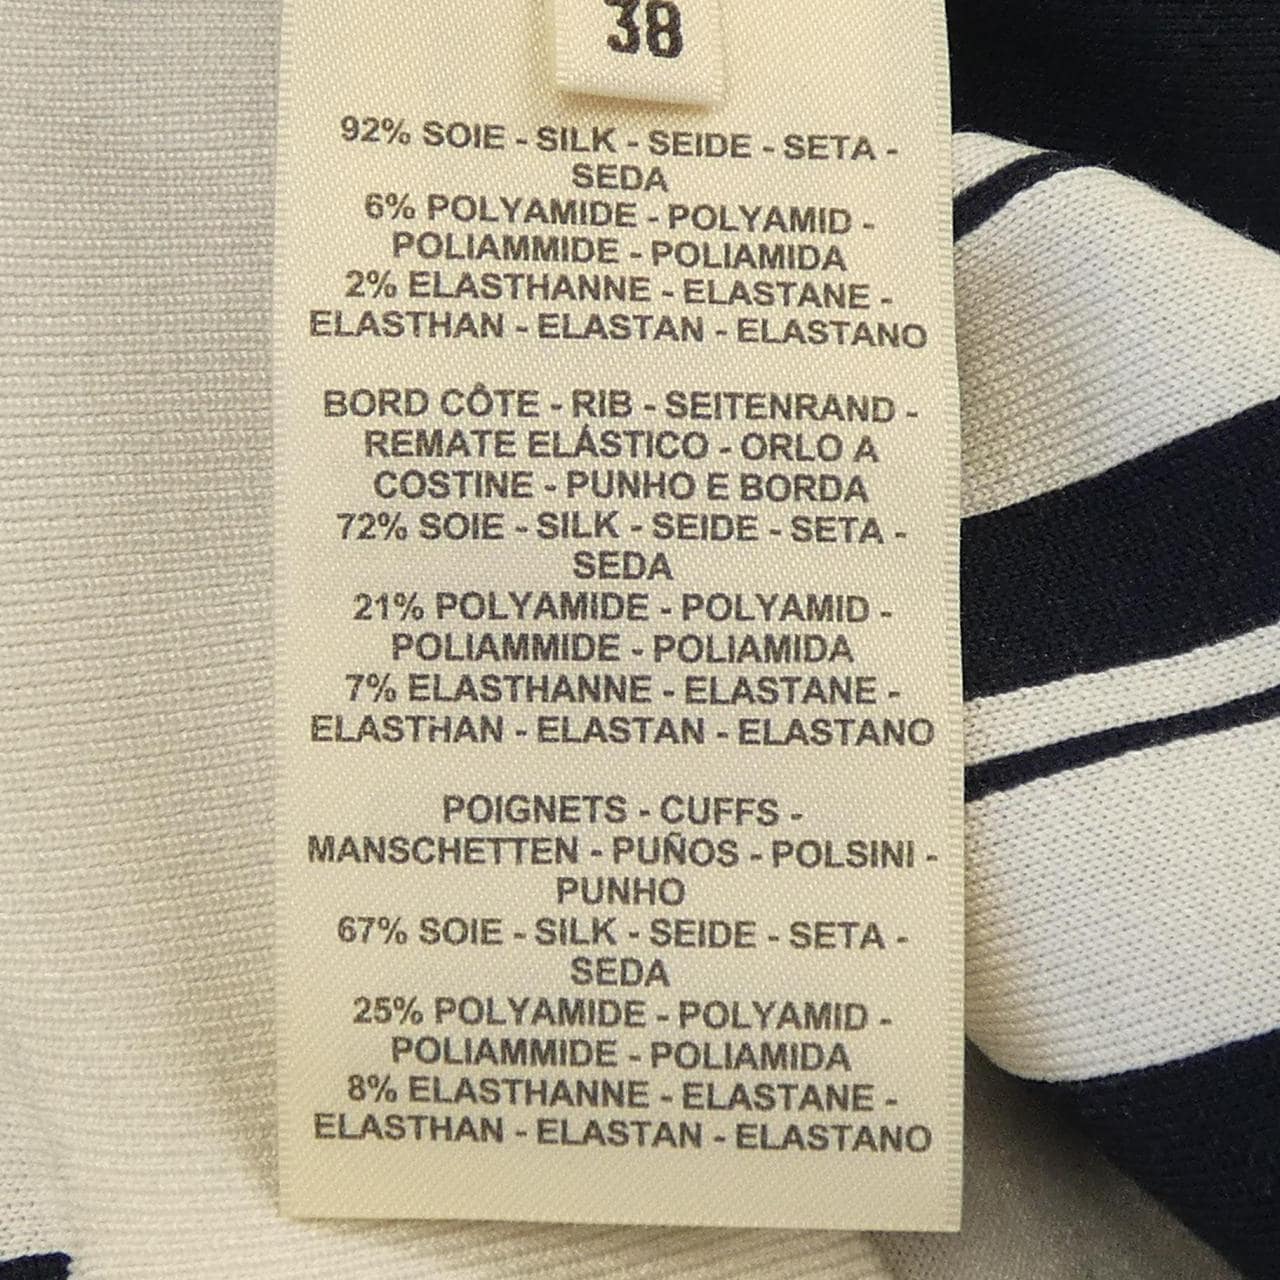 38
92% SOIE - SILK - SEIDE - SETA -
SEDA
6% POLYAMIDE - POLYAMID -
POLIAMMIDE - POLIAMIDA
2% ELASTHANNE - ELASTANE -
ELASTHAN - ELASTAN - ELASTANO
BORD CÔTE - RIB - SEITENRAND -
REMATE ELÁSTICO - ORLO A
COSTINE - PUNHO E BORDA
72% SOIE - SILK - SEIDE - SETA -
SEDA
21% POLYAMIDE - POLYAMID -
POLIAMMIDE - POLIAMIDA
7% ELASTHANNE - ELASTANE -
ELASTHAN - ELASTAN - ELASTANO
POIGNETS - CUFFS -
MANSCHETTEN - PUÑOS - POLSINI -
PUNHO
67% SOIE - SILK - SEIDE - SETA -
SEDA
25% POLYAMIDE - POLYAMID -
POLIAMMIDE - POLIAMIDA
8% ELASTHANNE - ELASTANE -
ELASTHAN - ELASTAN - ELASTANO